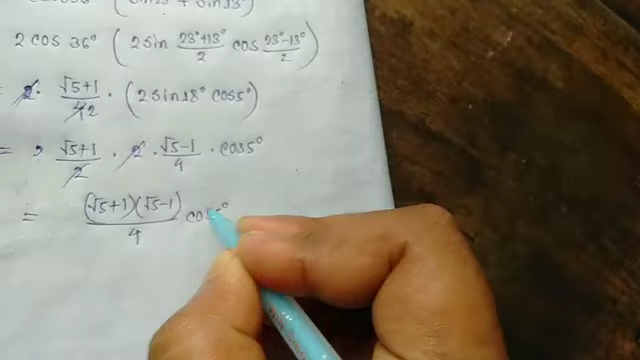 2 cos 36° (2 sin (23°+13°)/2 cos (23°-13°)/2)
= 2 · (√5+1)/4 2 · (2 sin 18° cos 5°)
= (√5+1)/2 · 2 · (√5-1)/4 · cos 5°
= (√5+1)(√5-1)/4 cos 5°